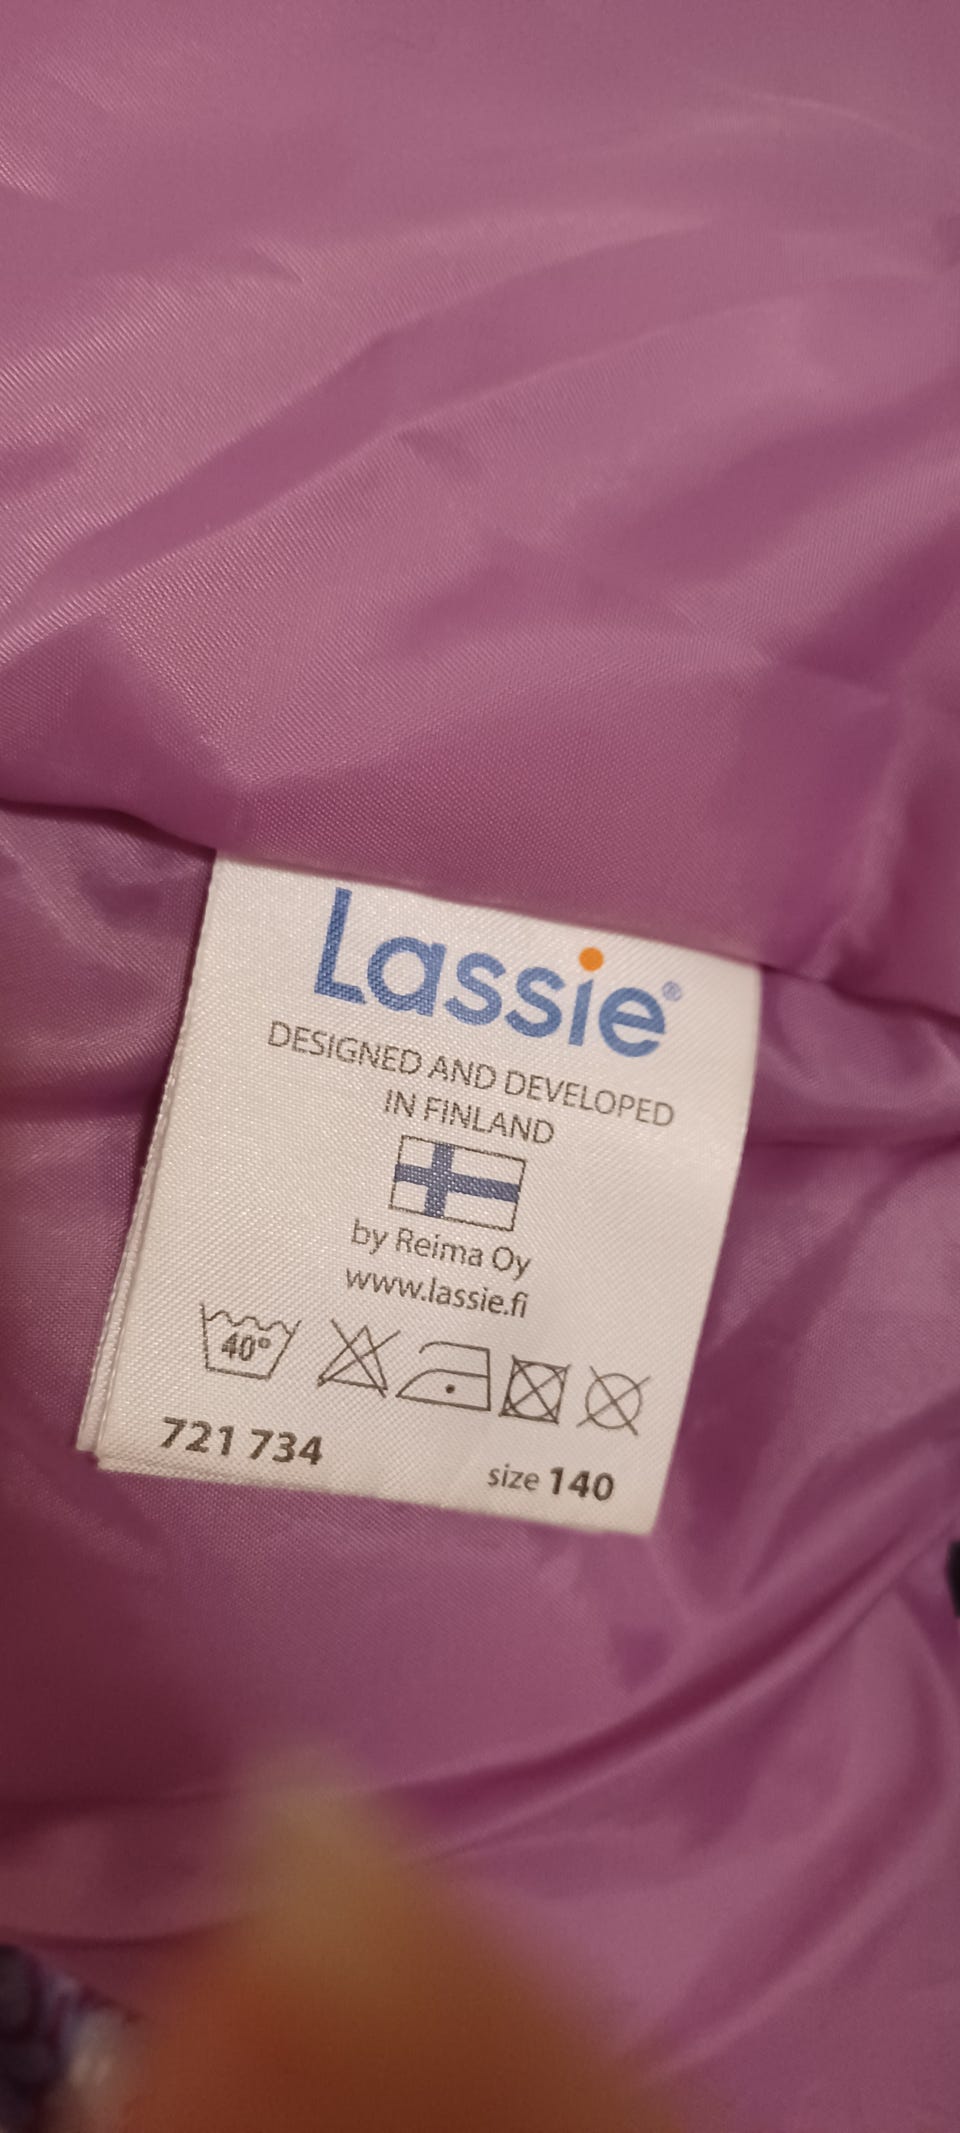 Lassie®
DESIGNED AND DEVELOPED
IN FINLAND
by Reima Oy
www.lassie.fi
40°
721 734
size 140